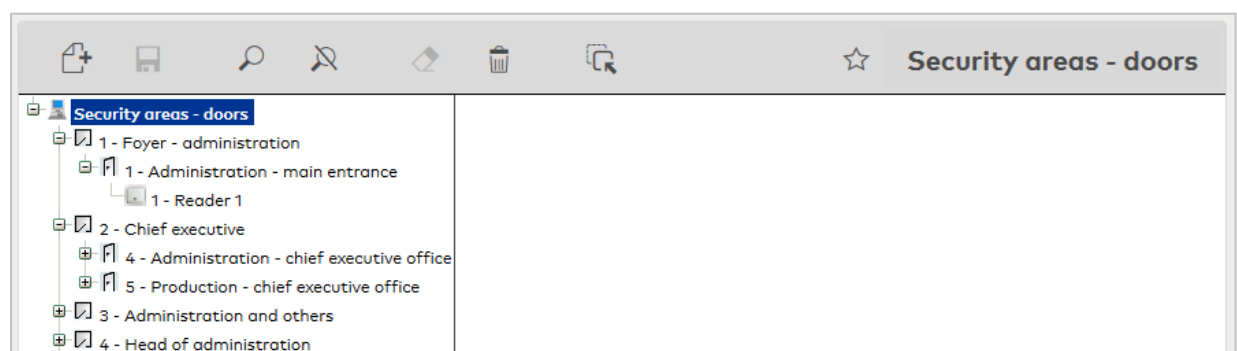 Security areas - doors
Security areas - doors
1 - Foyer - administration
1 - Administration - main entrance
1 - Reader 1
2 - Chief executive
4 - Administration - chief executive office
5 - Production - chief executive office
3 - Administration and others
4 - Head of administration